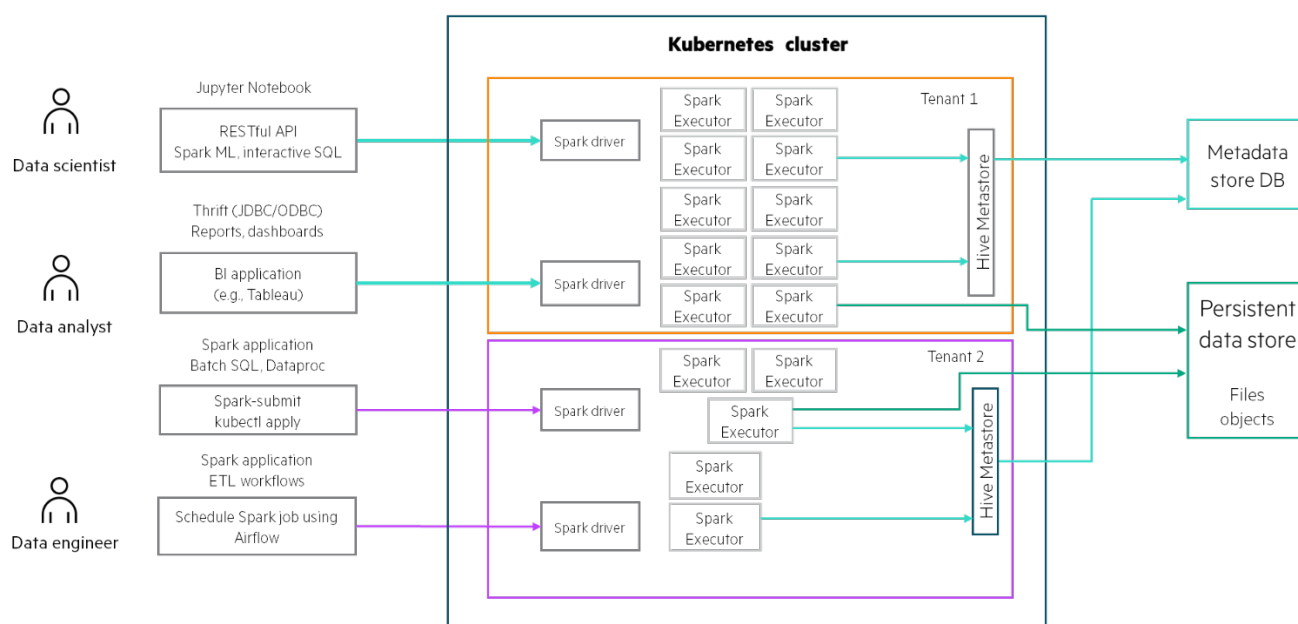 Kubernetes cluster
Jupyter Notebook
RESTful API
Spark ML, interactive SQL
Data scientist
Thrift (JDBC/ODBC)
Reports, dashboards
BI application
(e.g., Tableau)
Data analyst
Spark application
Batch SQL, Dataproc
Spark-submit
kubectl apply
Spark application
ETL workflows
Schedule Spark job using
Airflow
Data engineer
Tenant 1
Spark driver
Spark driver
Spark
Executor
Spark
Executor
Spark
Executor
Spark
Executor
Spark
Executor
Spark
Executor
Spark
Executor
Spark
Executor
Spark
Executor
Spark
Executor
Hive Metastore
Tenant 2
Spark driver
Spark driver
Spark
Executor
Spark
Executor
Spark
Executor
Spark
Executor
Spark
Executor
Hive Metastore
Metadata
store DB
Persistent
data store
Files
objects